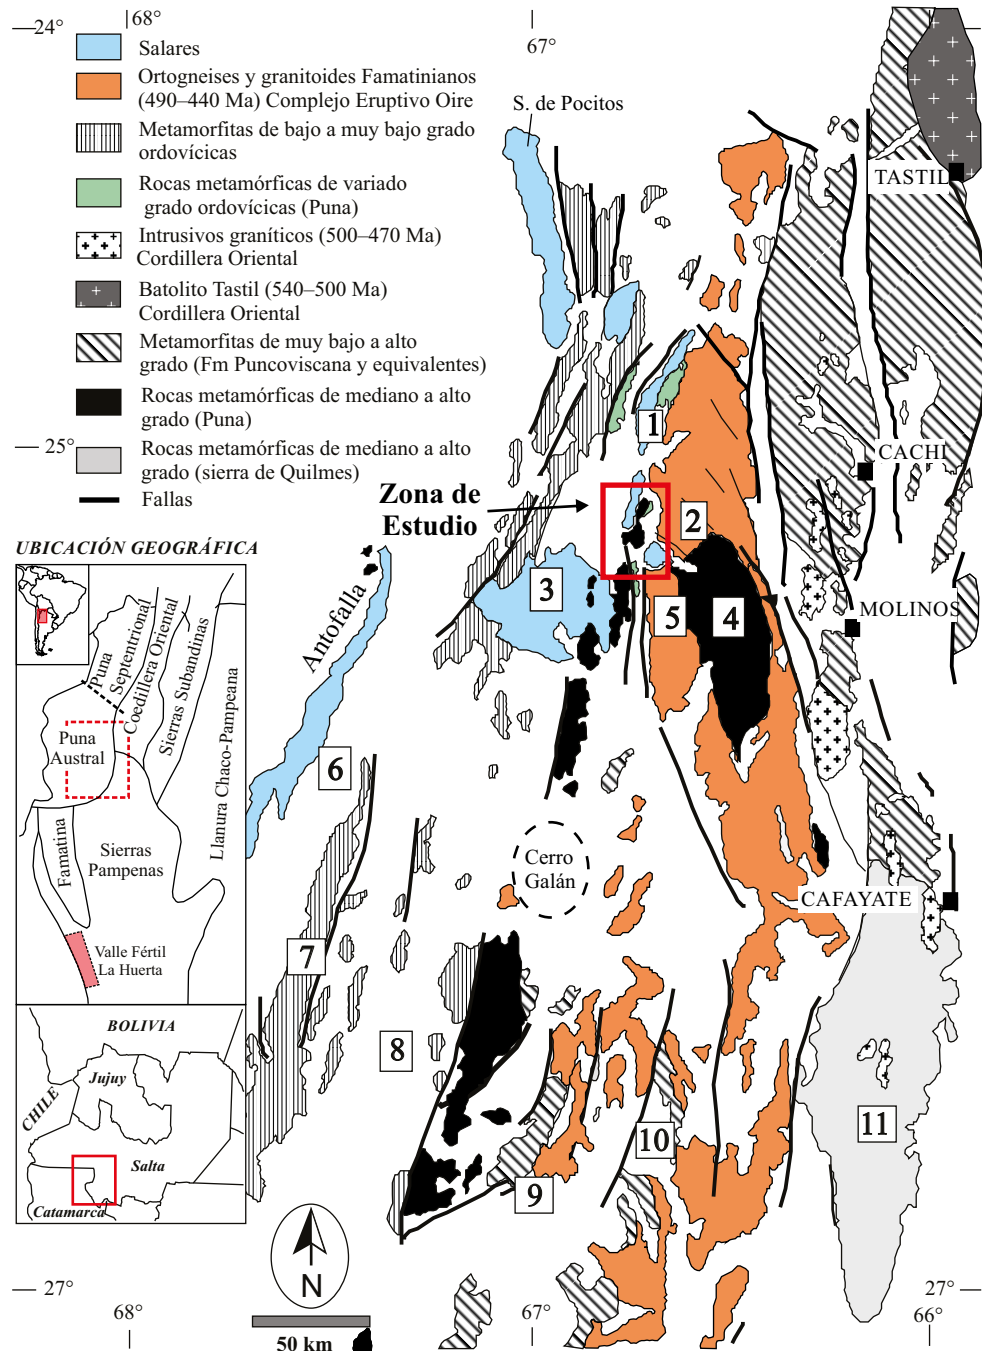 24°
68°
67°
Salares
Ortogneises y granitoides Famatinianos
(490–440 Ma) Complejo Eruptivo Oire
Metamorfitas de bajo a muy bajo grado
ordovícicas
Rocas metamórficas de variado
grado ordovícicas (Puna)
Intrusivos graníticos (500–470 Ma)
Cordillera Oriental
Batolito Tastil (540–500 Ma)
Cordillera Oriental
Metamorfitas de muy bajo a alto
grado (Fm Puncoviscana y equivalentes)
Rocas metamórficas de mediano a alto
grado (Puna)
25°
Rocas metamórficas de mediano a alto
grado (sierra de Quilmes)
Fallas
S. de Pocitos
TASTIL
CACHI
MOLINOS
CAFAYATE
Zona de
Estudio
Antofalla
Cerro
Galán
1
2
3
4
5
6
7
8
9
10
11
UBICACIÓN GEOGRÁFICA
Puna
Septentrional
Coedillera Oriental
Sierras Subandinas
Llanura Chaco-Pampeana
Puna
Austral
Famatina
Sierras
Pampenas
Valle Fértil
La Huerta
BOLIVIA
CHILE
Jujuy
Salta
Catamarca
N
50 km
27°
27°
68°
67°
66°